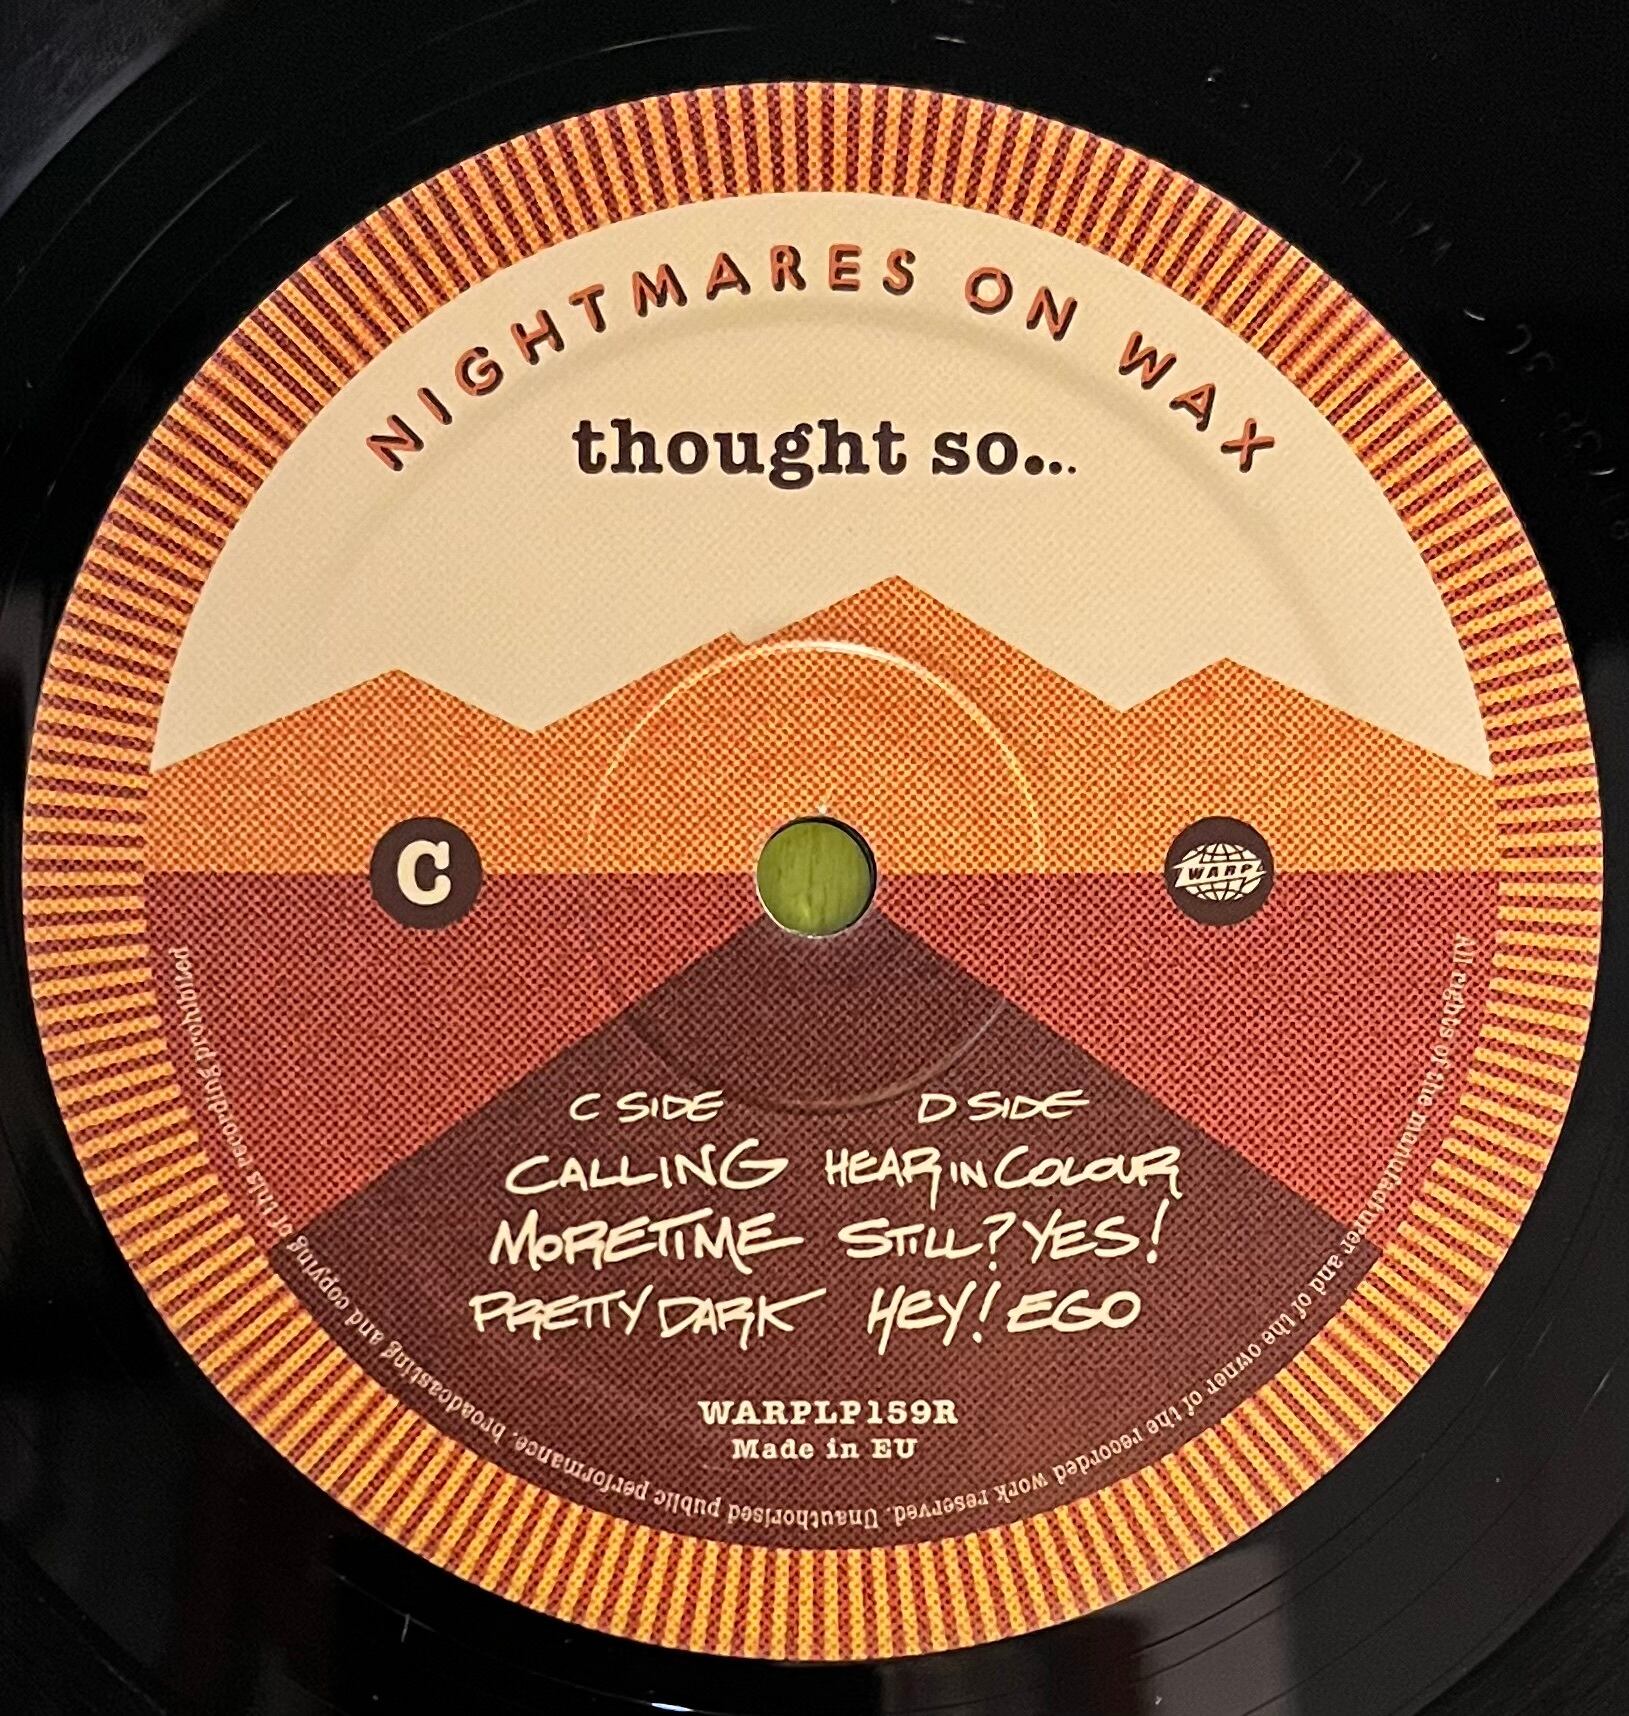 NIGHTMARES ON WAX
thought so...
C
WARP
C SIDE
CALLING
MORETIME
PRETTY DARK
D SIDE
HEAR IN COLOUR
STILL? YES!
HEY! EGO
WARPLP159R
Made in EU
All rights of the manufacturer and of the owner of the recorded work reserved. Unauthorised public performance, broadcasting and copying of this recording prohibited